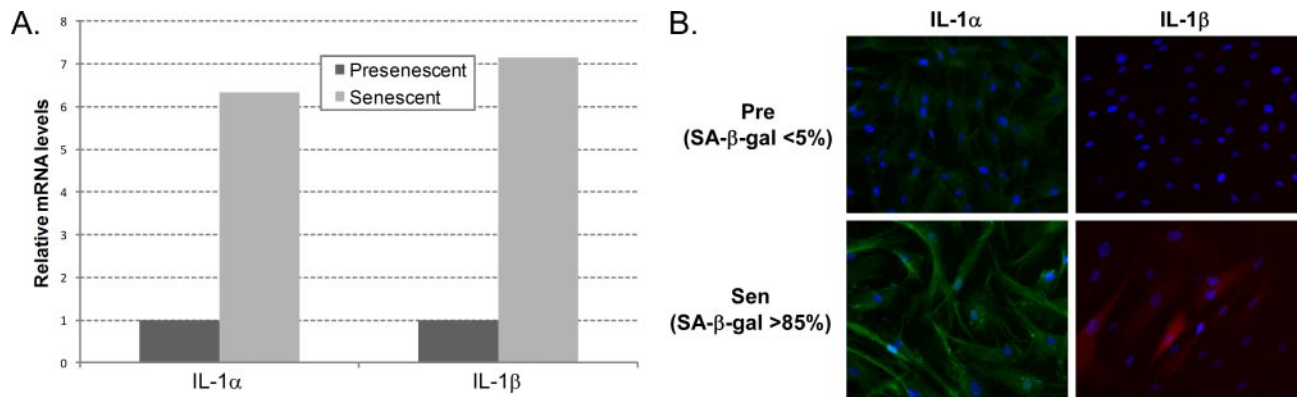 A.
Relative mRNA levels
8
7
6
5
4
3
2
1
0
Presenescent
Senescent
IL-1α
IL-1β
B.
IL-1α
IL-1β
Pre
(SA-β-gal <5%)
Sen
(SA-β-gal >85%)